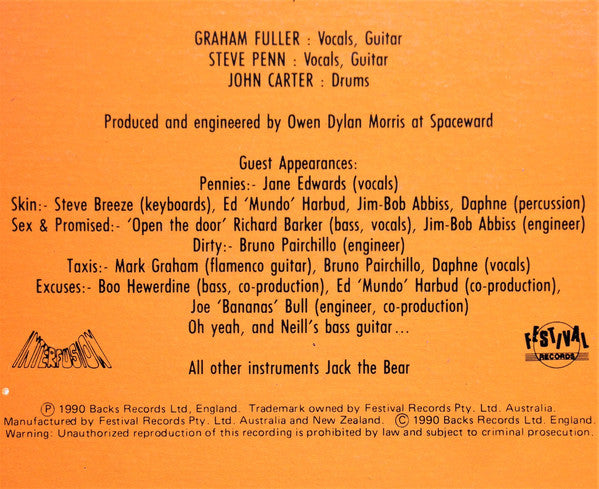 GRAHAM FULLER : Vocals, Guitar
STEVE PENN : Vocals, Guitar
JOHN CARTER : Drums
Produced and engineered by Owen Dylan Morris at Spaceward
Guest Appearances:
Pennies:- Jane Edwards (vocals)
Skin:- Steve Breeze (keyboards), Ed 'Mundo' Harbud, Jim-Bob Abbiss, Daphne (percussion)
Sex & Promised:- 'Open the door' Richard Barker (bass, vocals), Jim-Bob Abbiss (engineer)
Dirty:- Bruno Pairchillo (engineer)
Taxis:- Mark Graham (flamenco guitar), Bruno Pairchillo, Daphne (vocals)
Excuses:- Boo Hewerdine (bass, co-production), Ed 'Mundo' Harbud (co-production),
Joe 'Bananas' Bull (engineer, co-production)
Oh yeah, and Neill's bass guitar...
INTERFUSION
FESTIVAL
RECORDS
All other instruments Jack the Bear
Ⓟ 1990 Backs Records Ltd, England. Trademark owned by Festival Records Pty. Ltd. Australia.
Manufactured by Festival Records Pty. Ltd. Australia and New Zealand. © 1990 Backs Records Ltd. England.
Warning: Unauthorized reproduction of this recording is prohibited by law and subject to criminal prosecution.